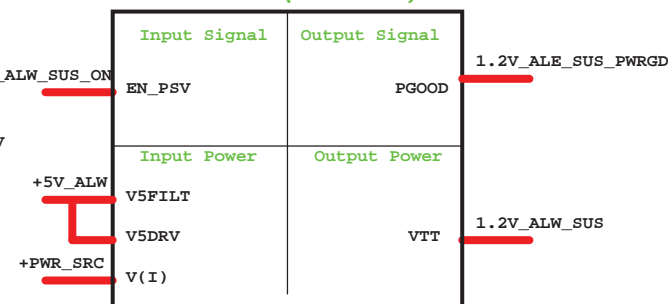 Input Signal Output Signal
1.2V_ALE_SUS_PWRGD
_ALW_SUS_ON
EN_PSV PGOOD
Input Power Output Power
+5V_ALW
V5FILT
1.2V_ALW_SUS
V5DRV VTT
+PWR_SRC
V(I)